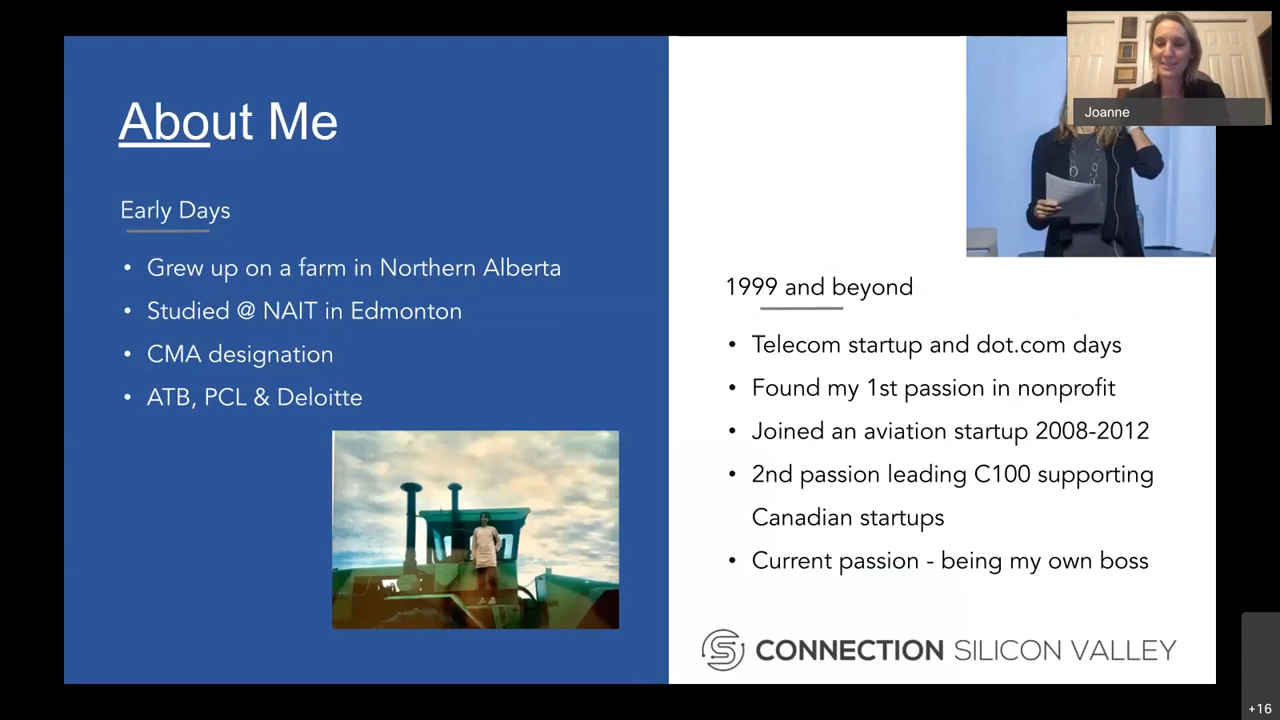 About Me
Early Days
• Grew up on a farm in Northern Alberta
• Studied @ NAIT in Edmonton
• CMA designation
• ATB, PCL & Deloitte
Joanne
1999 and beyond
• Telecom startup and dot.com days
• Found my 1st passion in nonprofit
• Joined an aviation startup 2008-2012
• 2nd passion leading C100 supporting
Canadian startups
• Current passion - being my own boss
CONNECTION SILICON VALLEY
+16